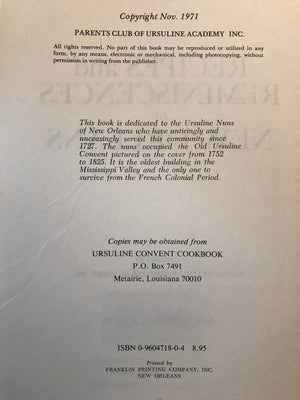 Copyright Nov. 1971
PARENTS CLUB OF URSULINE ACADEMY INC.
All rights reserved. No part of this book may be reproduced or utilized in any
form, by any means, electronic or mechanical, including photocopying, without
permission in writing from the publisher.
This book is dedicated to the Ursuline Nuns
of New Orleans who have untiringly and
unceasingly served this community since
1727. The nuns occupied the Old Ursuline
Convent pictured on the cover from 1752
to 1825. It is the oldest building in the
Mississippi Valley and the only one to
survive from the French Colonial Period.
Copies may be obtained from
URSULINE CONVENT COOKBOOK
P.O. Box 7491
Metairie, Louisiana 70010
ISBN 0-9604718-0-4 8.95
Printed by
FRANKLIN PRINTING COMPANY, INC.
NEW ORLEANS